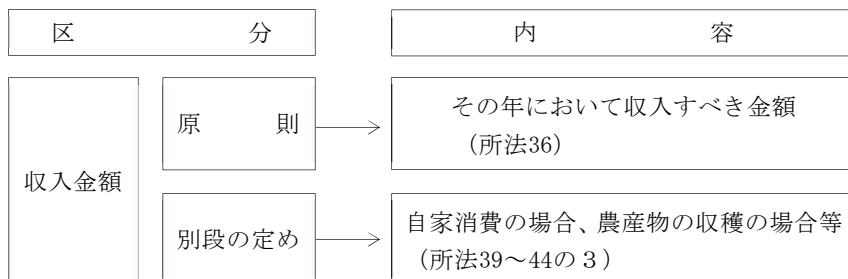 区　　　　　分
内　　　　　容
収入金額
原　　則
その年において収入すべき金額
（所法36）
別段の定め
自家消費の場合、農産物の収穫の場合等
（所法39～44の３）